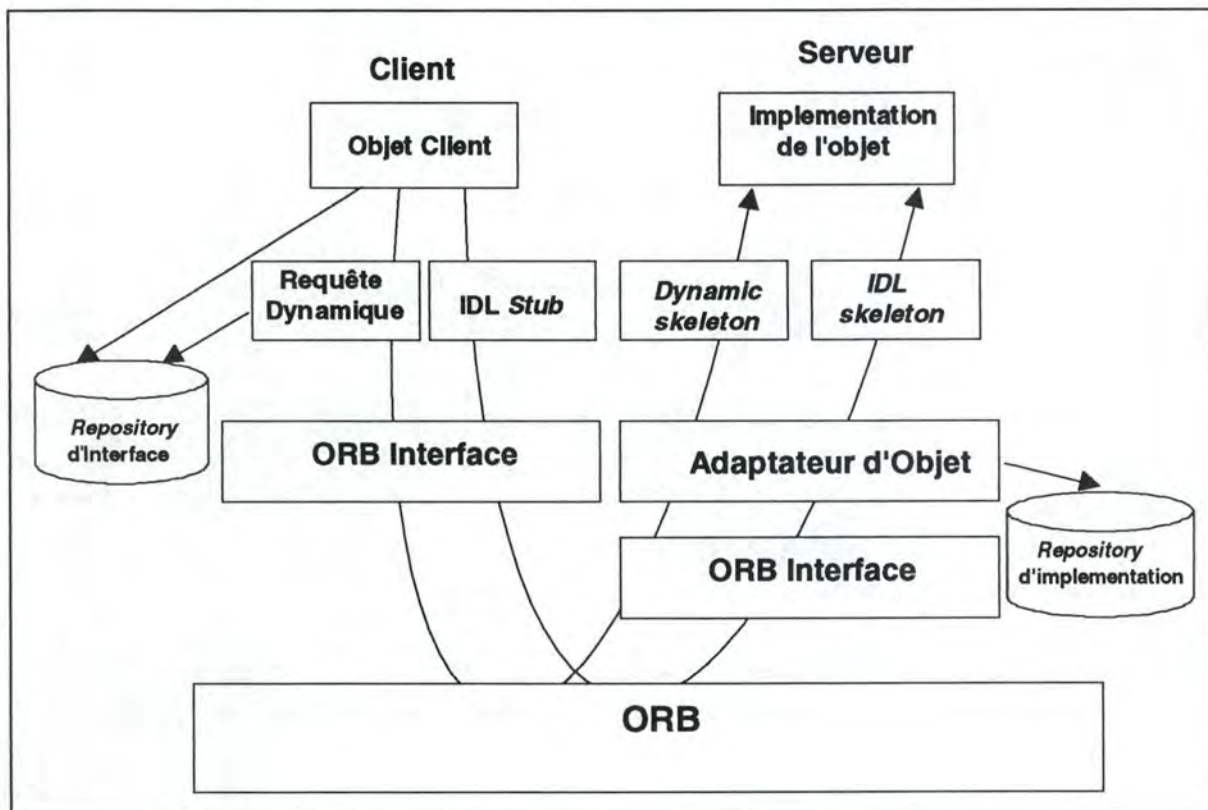 Client
Serveur
Objet Client
Implementation
de l'objet
Requête
Dynamique
IDL Stub
Dynamic
skeleton
IDL
skeleton
Repository
d'Interface
ORB Interface
Adaptateur d'Objet
ORB Interface
Repository
d'implementation
ORB